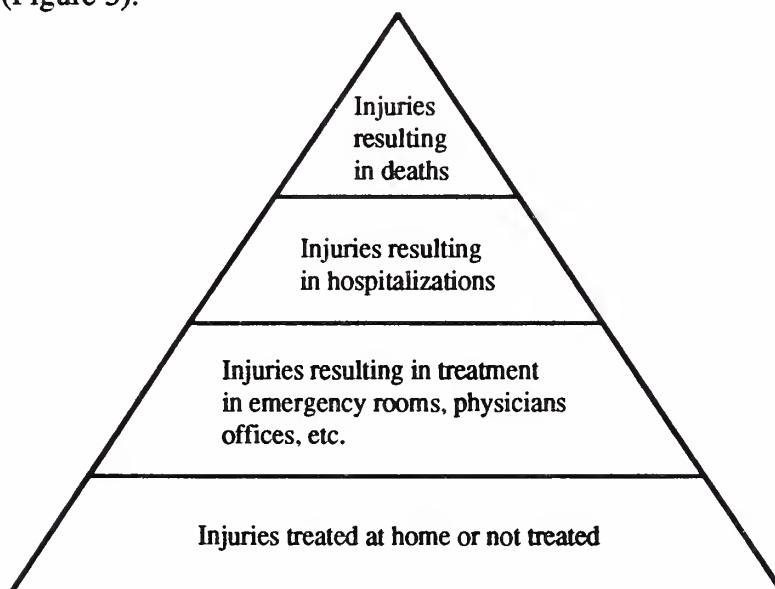 (Figure 3).
Injuries
resulting
in deaths
Injuries resulting
in hospitalizations
Injuries resulting in treatment
in emergency rooms, physicians
offices, etc.
Injuries treated at home or not treated